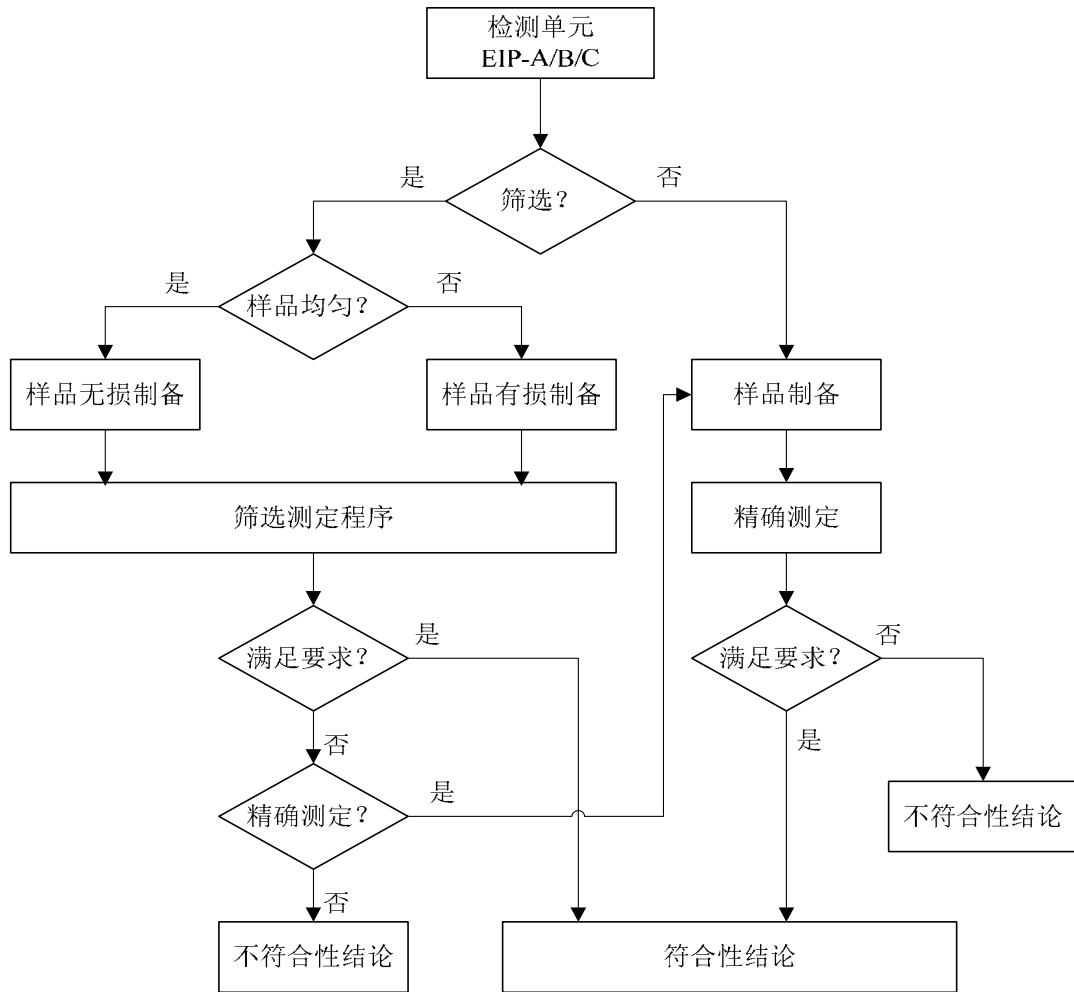 检测单元
EIP-A/B/C
是
筛选？
否
是
样品均匀？
否
样品无损制备
样品有损制备
样品制备
筛选测定程序
精确测定
满足要求？
是
满足要求？
否
否
是
精确测定？
是
不符合性结论
否
不符合性结论
符合性结论